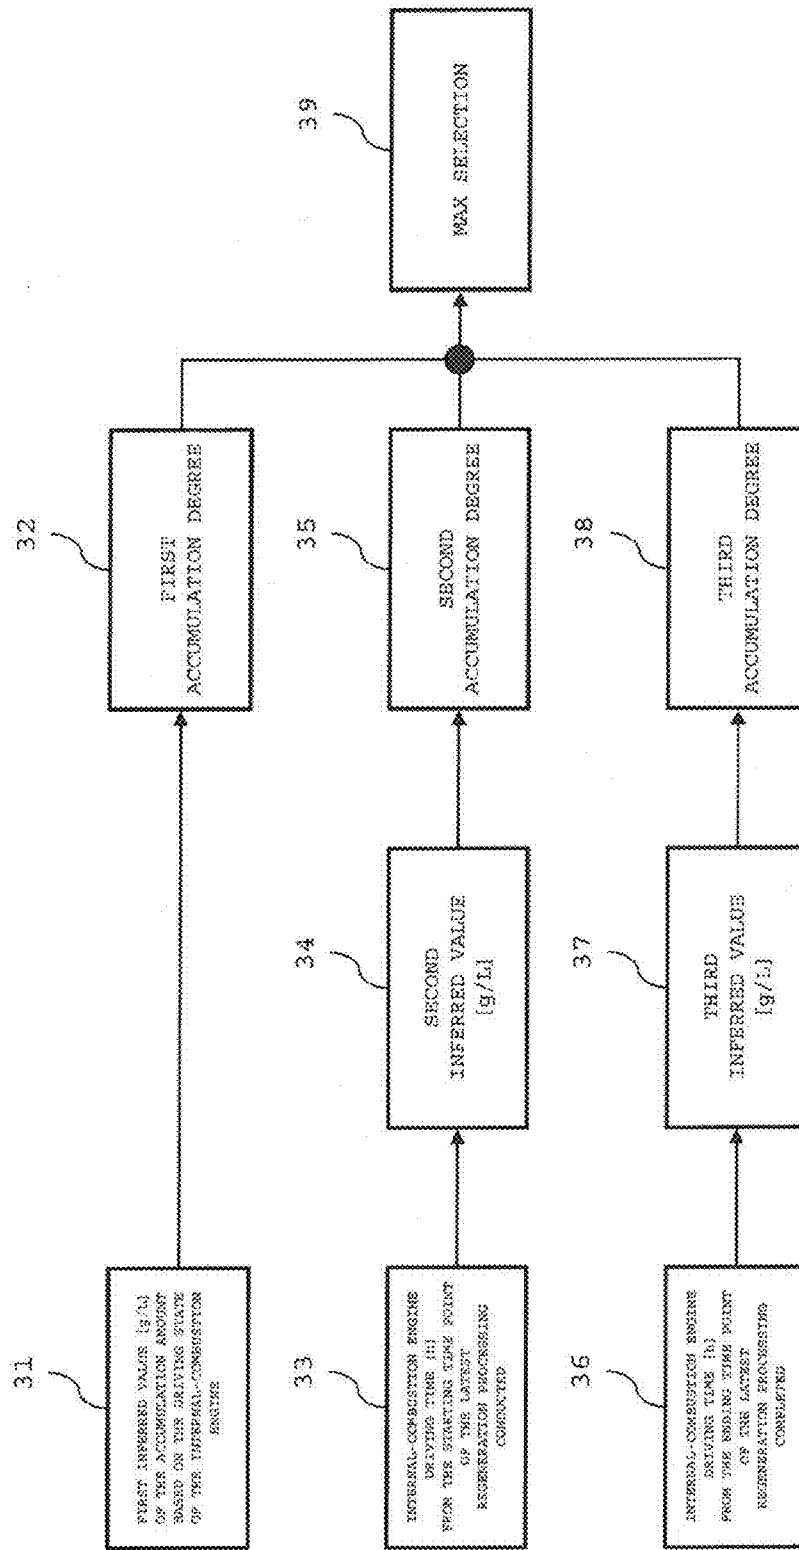 31
FIRST INFERRED VALUE [g/L]
OF THE ACCUMULATION AMOUNT
BASED ON THE DRIVING STATE
OF THE INTERNAL-COMBUSTION
ENGINE
32
FIRST
ACCUMULATION DEGREE
33
INTERNAL-COMBUSTION ENGINE
DRIVING TIME [h]
FROM THE STARTING TIME POINT
OF THE LATEST
REGENERATION PROCESSING
CONDUCTED
34
SECOND
INFERRED VALUE
[g/L]
35
SECOND
ACCUMULATION DEGREE
36
INTERNAL-COMBUSTION ENGINE
DRIVING TIME [h]
FROM THE ENDING TIME POINT
OF THE LATEST
REGENERATION PROCESSING
COMPLETED
37
THIRD
INFERRED VALUE
[g/L]
38
THIRD
ACCUMULATION DEGREE
39
MAX SELECTION